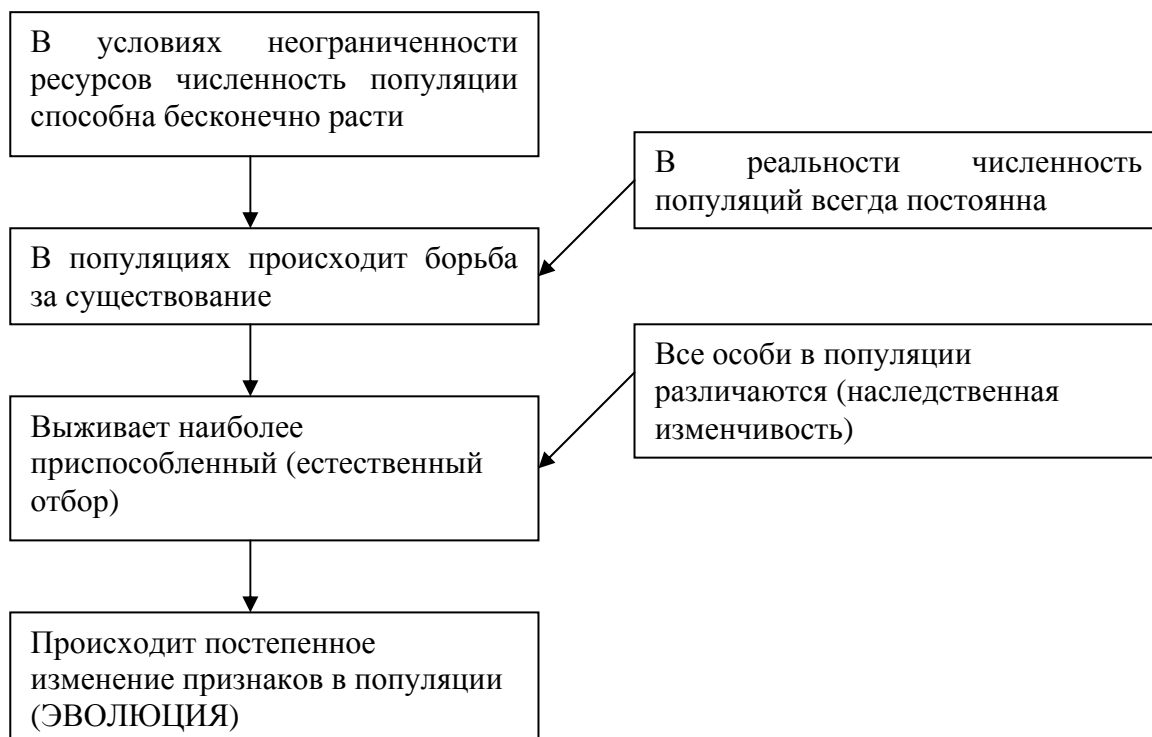 В условиях неограниченности
ресурсов численность популяции
способна бесконечно расти
В реальности численность
популяций всегда постоянна
В популяциях происходит борьба
за существование
Все особи в популяции
различаются (наследственная
изменчивость)
Выживает наиболее
приспособленный (естественный
отбор)
Происходит постепенное
изменение признаков в популяции
(ЭВОЛЮЦИЯ)